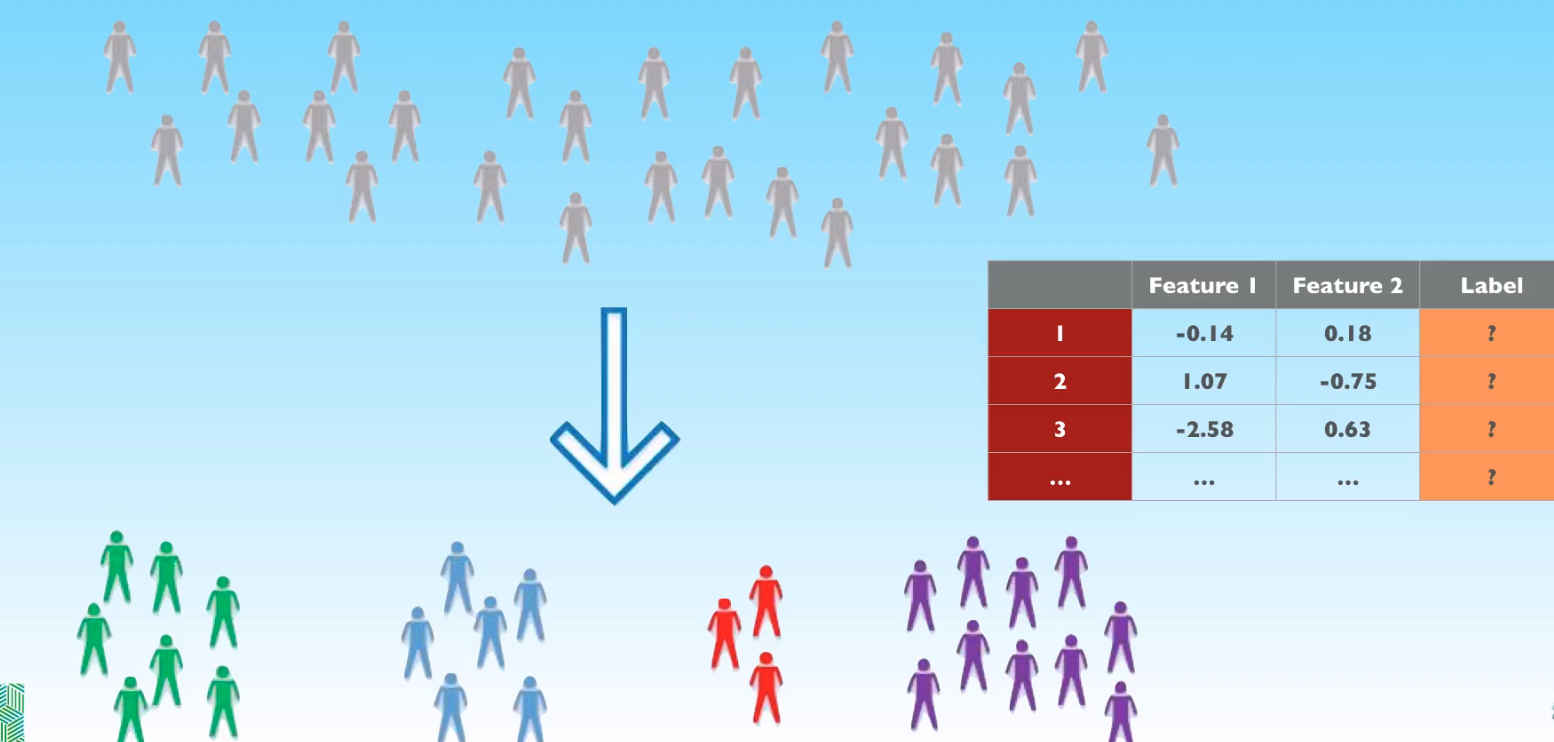 Feature 1 Feature 2 Label
1 -0.14 0.18 ?
2 1.07 -0.75 ?
3 -2.58 0.63 ?
... ... ... ?